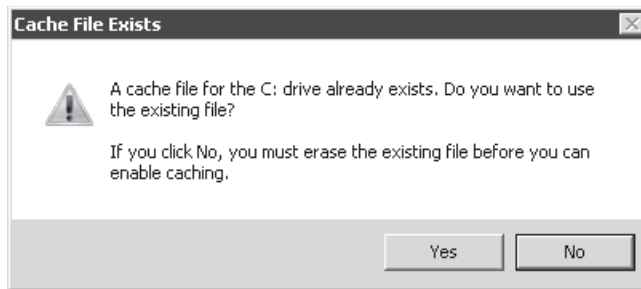 Cache File Exists
A cache file for the C: drive already exists. Do you want to use
the existing file?
If you click No, you must erase the existing file before you can
enable caching.
Yes
No